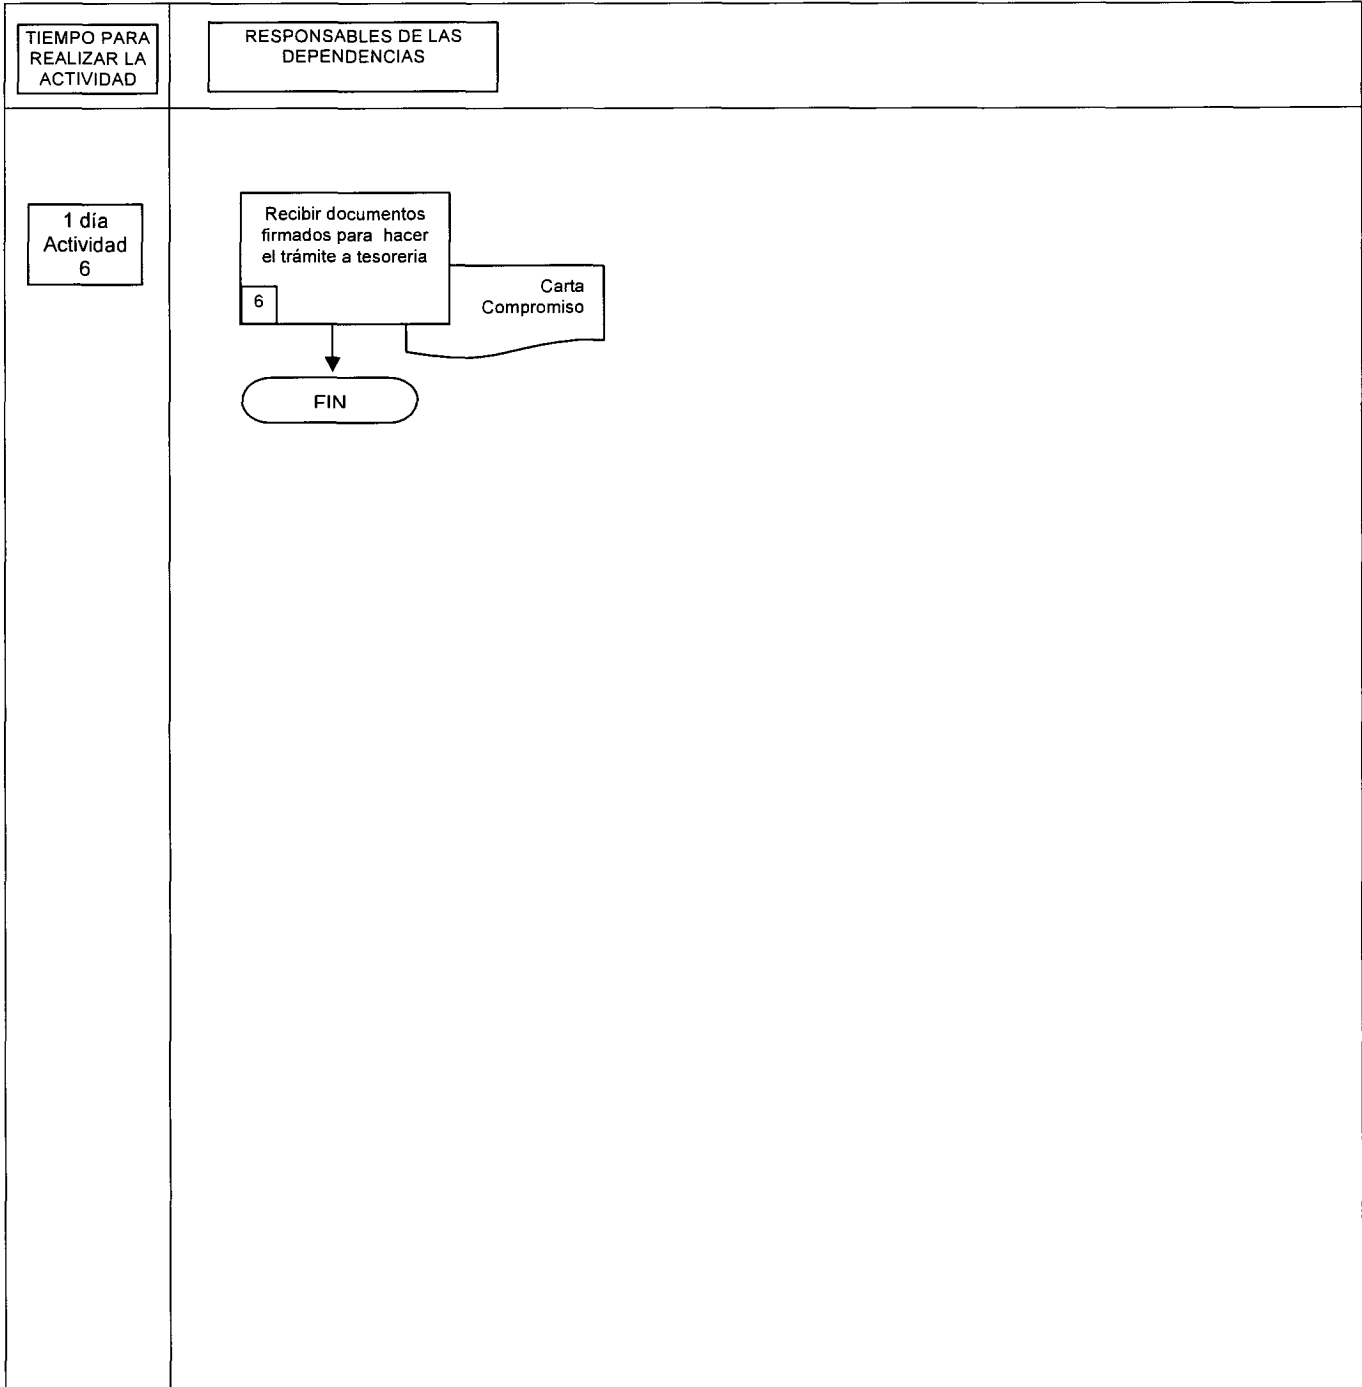 TIEMPO PARA
REALIZAR LA
ACTIVIDAD
RESPONSABLES DE LAS
DEPENDENCIAS
1 día
Actividad
6
Recibir documentos
firmados para hacer
el trámite a tesoreria
6
Carta
Compromiso
FIN